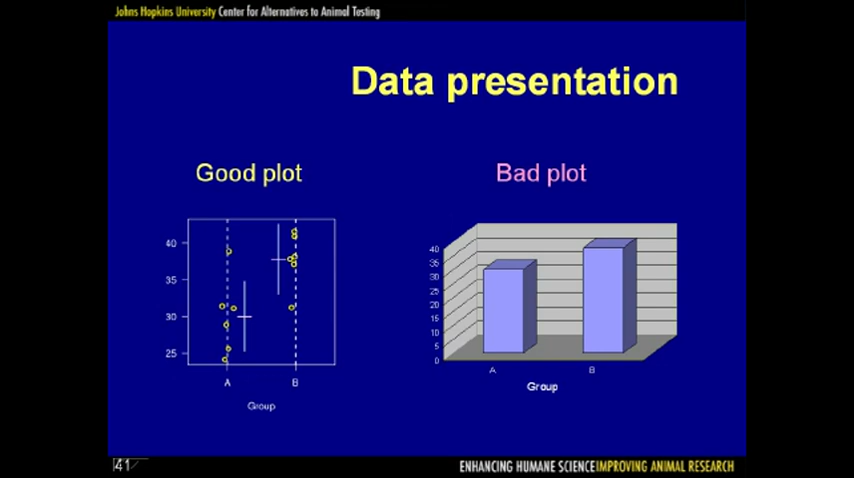 Johns Hopkins University Center for Alternatives to Animal Testing
Data presentation
Good plot
Bad plot
40
35
30
25
A
B
Group
40
35
30
25
20
15
10
5
0
A
B
Group
41
ENHANCING HUMANE SCIENCE IMPROVING ANIMAL RESEARCH